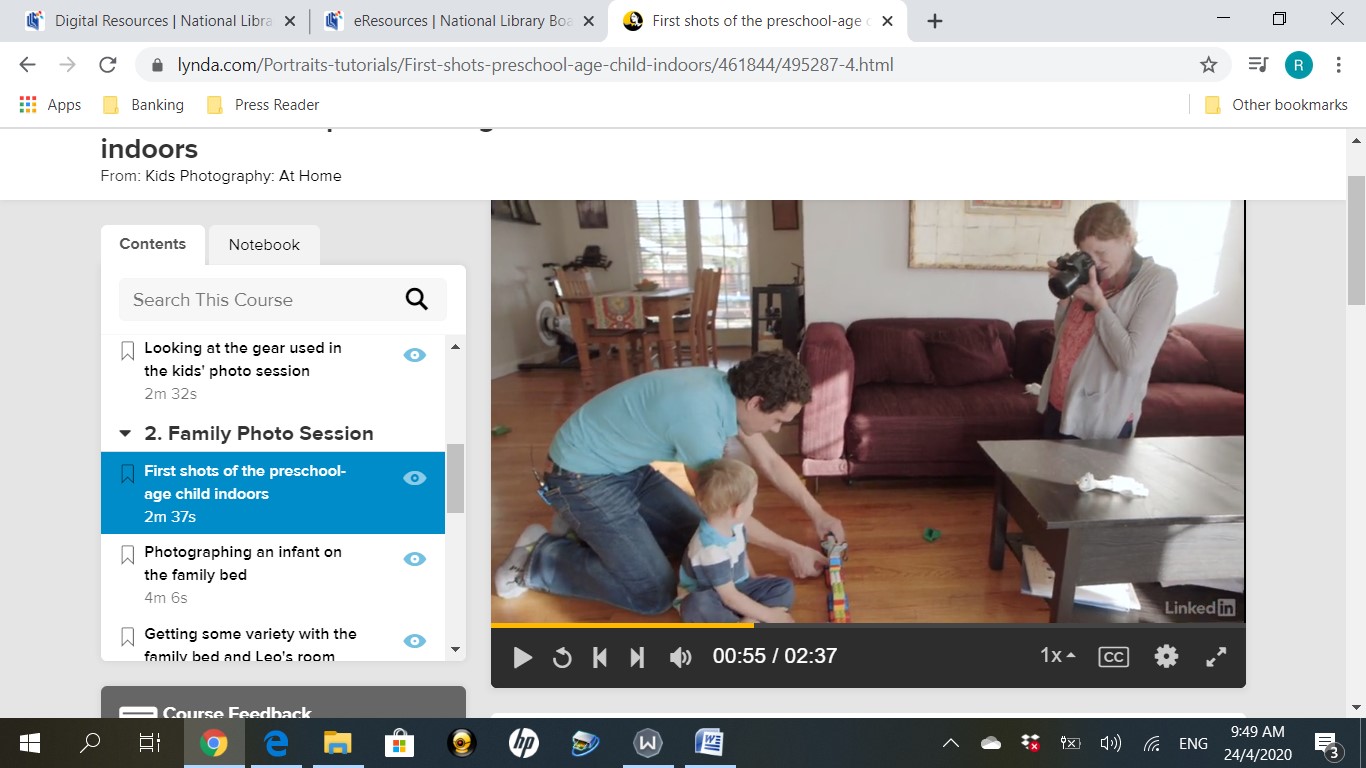 Digital Resources | National Libra
eResources | National Library Boa
First shots of the preschool-age c
lynda.com/Portraits-tutorials/First-shots-preschool-age-child-indoors/461844/495287-4.html
R
Apps
Banking
Press Reader
Other bookmarks
indoors
From: Kids Photography: At Home
Contents
Notebook
Search This Course
Looking at the gear used in
the kids' photo session
2m 32s
2. Family Photo Session
First shots of the preschool-
age child indoors
2m 37s
Photographing an infant on
the family bed
4m 6s
Getting some variety with the
family bed and Leo's room
Course Feedback
Linked in
00:55 / 02:37
1x
CC
hp
W
W
ENG
9:49 AM
24/4/2020
3